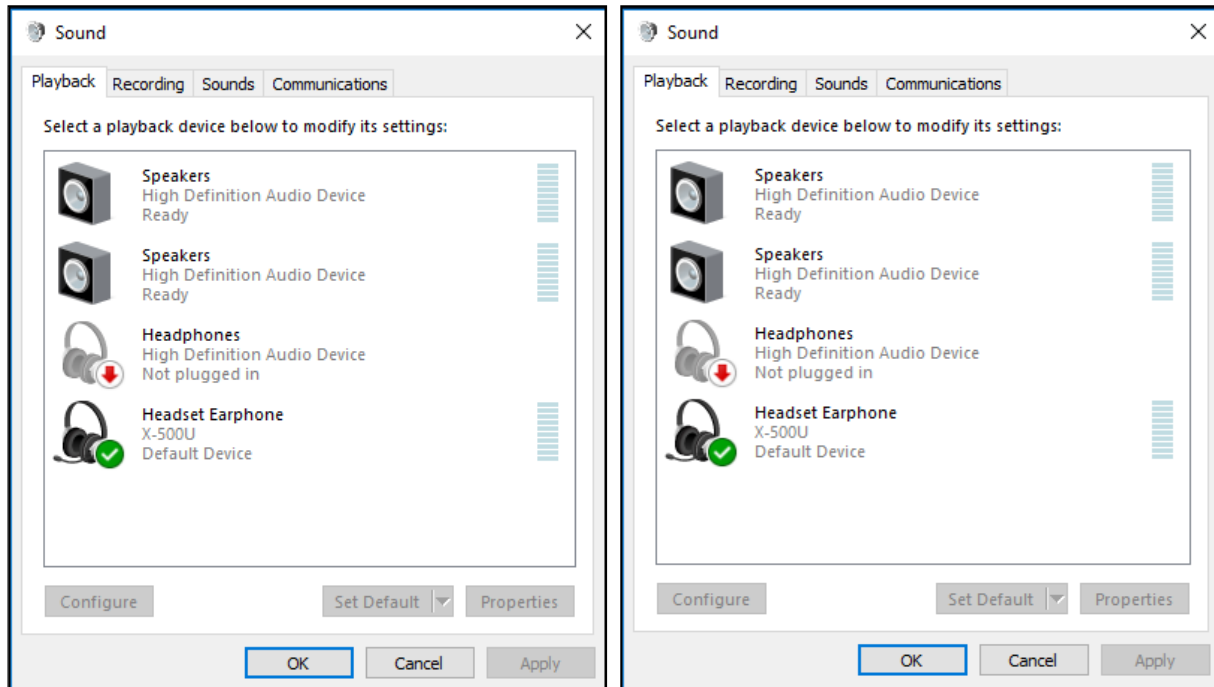 Sound
Playback Recording Sounds Communications
Select a playback device below to modify its settings:
Speakers
High Definition Audio Device
Ready
Speakers
High Definition Audio Device
Ready
Headphones
High Definition Audio Device
Not plugged in
Headset Earphone
X-500U
Default Device
Configure Set Default Properties
OK Cancel Apply
Sound
Playback Recording Sounds Communications
Select a playback device below to modify its settings:
Speakers
High Definition Audio Device
Ready
Speakers
High Definition Audio Device
Ready
Headphones
High Definition Audio Device
Not plugged in
Headset Earphone
X-500U
Default Device
Configure Set Default Properties
OK Cancel Apply